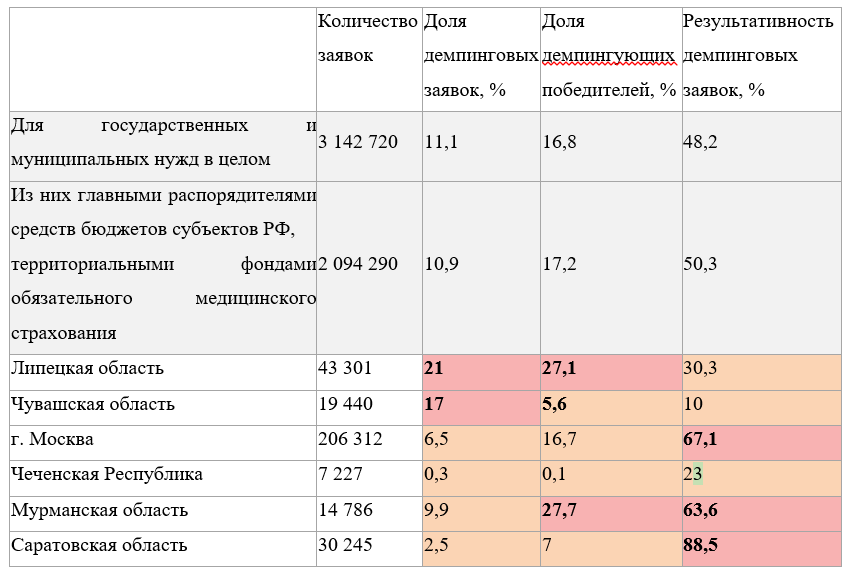 Количество Доля Доля Результативность
заявок демпинговых демпингующих демпинговых
заявок, % победителей, % заявок, %
Для государственных и
муниципальных нужд в целом
3 142 720 11,1 16,8 48,2
Из них главными распорядителями
средств бюджетов субъектов РФ,
территориальными фондами
обязательного медицинского
страхования
2 094 290 10,9 17,2 50,3
Липецкая область 43 301 21 27,1 30,3
Чувашская область 19 440 17 5,6 10
г. Москва 206 312 6,5 16,7 67,1
Чеченская Республика 7 227 0,3 0,1 23
Мурманская область 14 786 9,9 27,7 63,6
Саратовская область 30 245 2,5 7 88,5